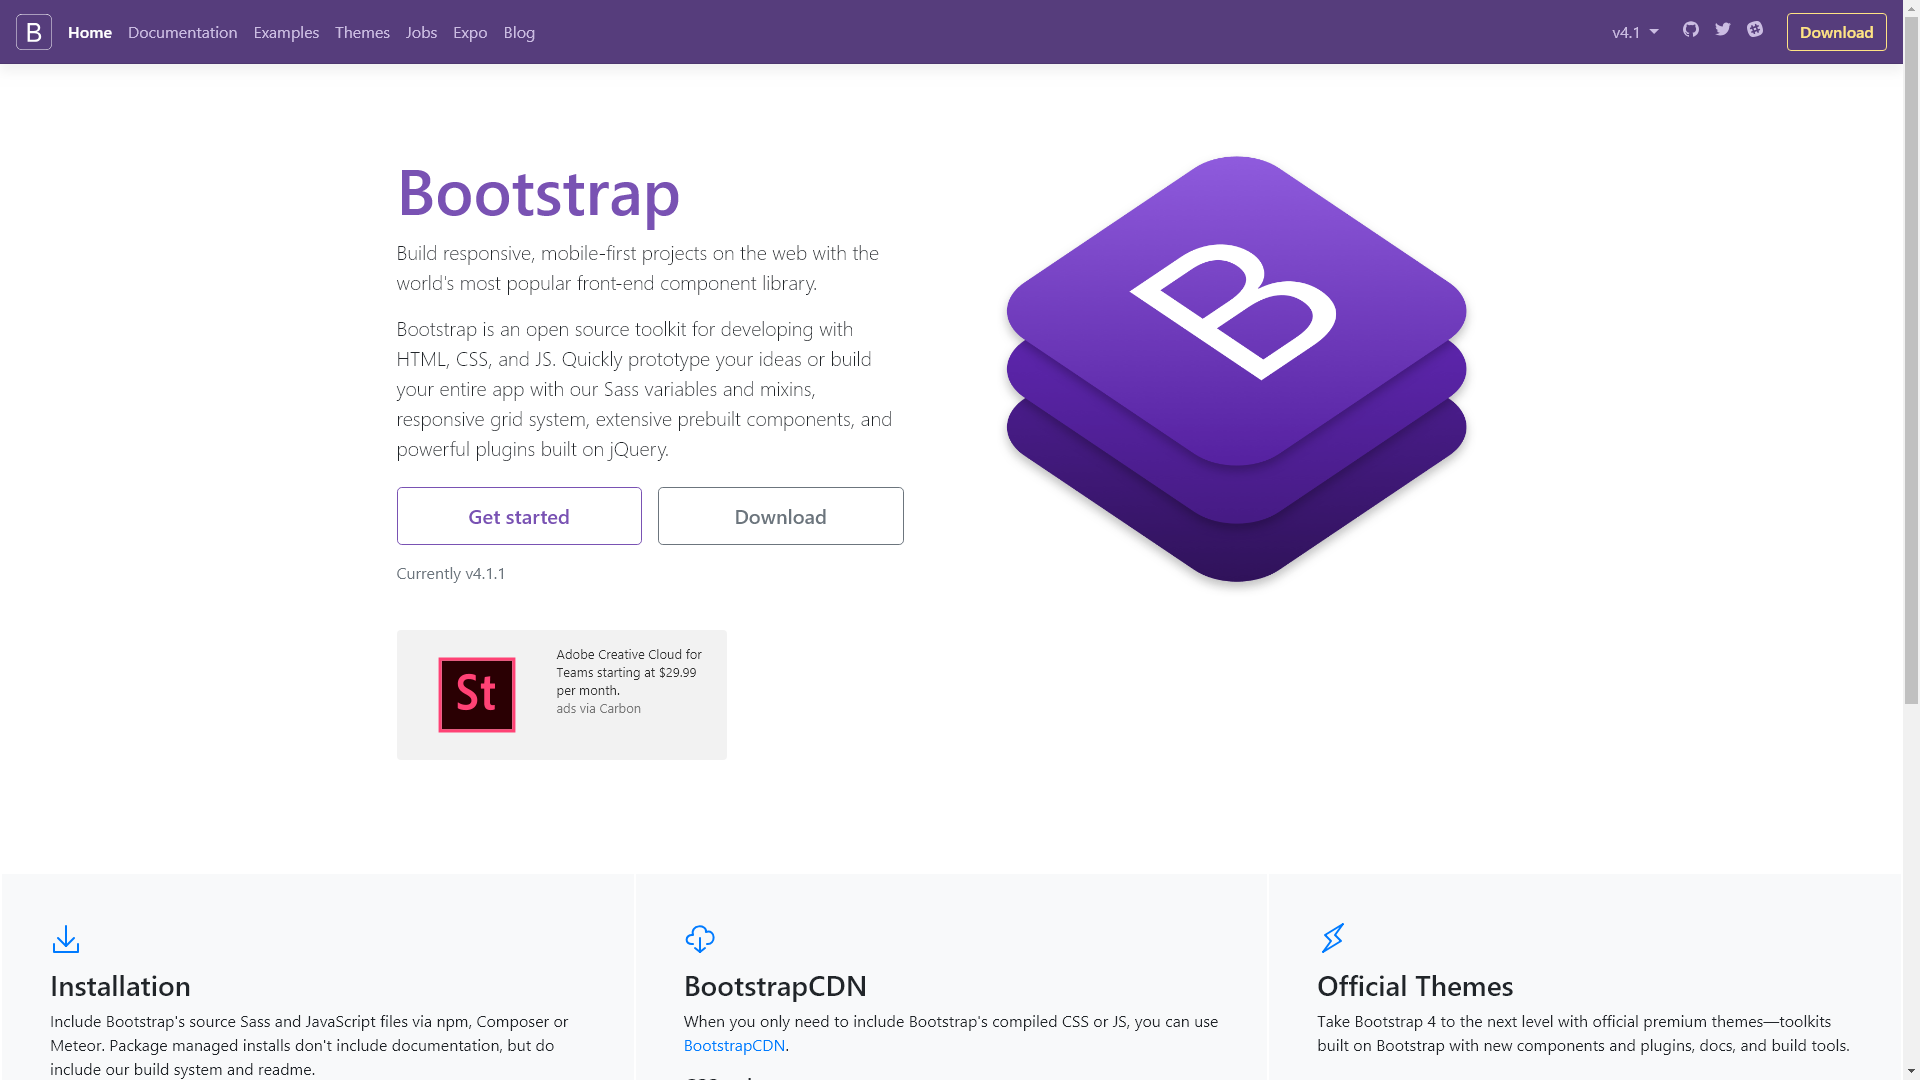 B Home Documentation Examples Themes Jobs Expo Blog v4.1 Download
Bootstrap
Build responsive, mobile-first projects on the web with the
world's most popular front-end component library.
Bootstrap is an open source toolkit for developing with
HTML, CSS, and JS. Quickly prototype your ideas or build
your entire app with our Sass variables and mixins,
responsive grid system, extensive prebuilt components, and
powerful plugins built on jQuery.
Get started Download
Currently v4.1.1
B
St
Adobe Creative Cloud for
Teams starting at $29.99
per month.
ads via Carbon
Installation
Include Bootstrap's source Sass and JavaScript files via npm, Composer or
Meteor. Package managed installs don't include documentation, but do
include our build system and readme.
BootstrapCDN
When you only need to include Bootstrap's compiled CSS or JS, you can use
BootstrapCDN.
Official Themes
Take Bootstrap 4 to the next level with official premium themes—toolkits
built on Bootstrap with new components and plugins, docs, and build tools.